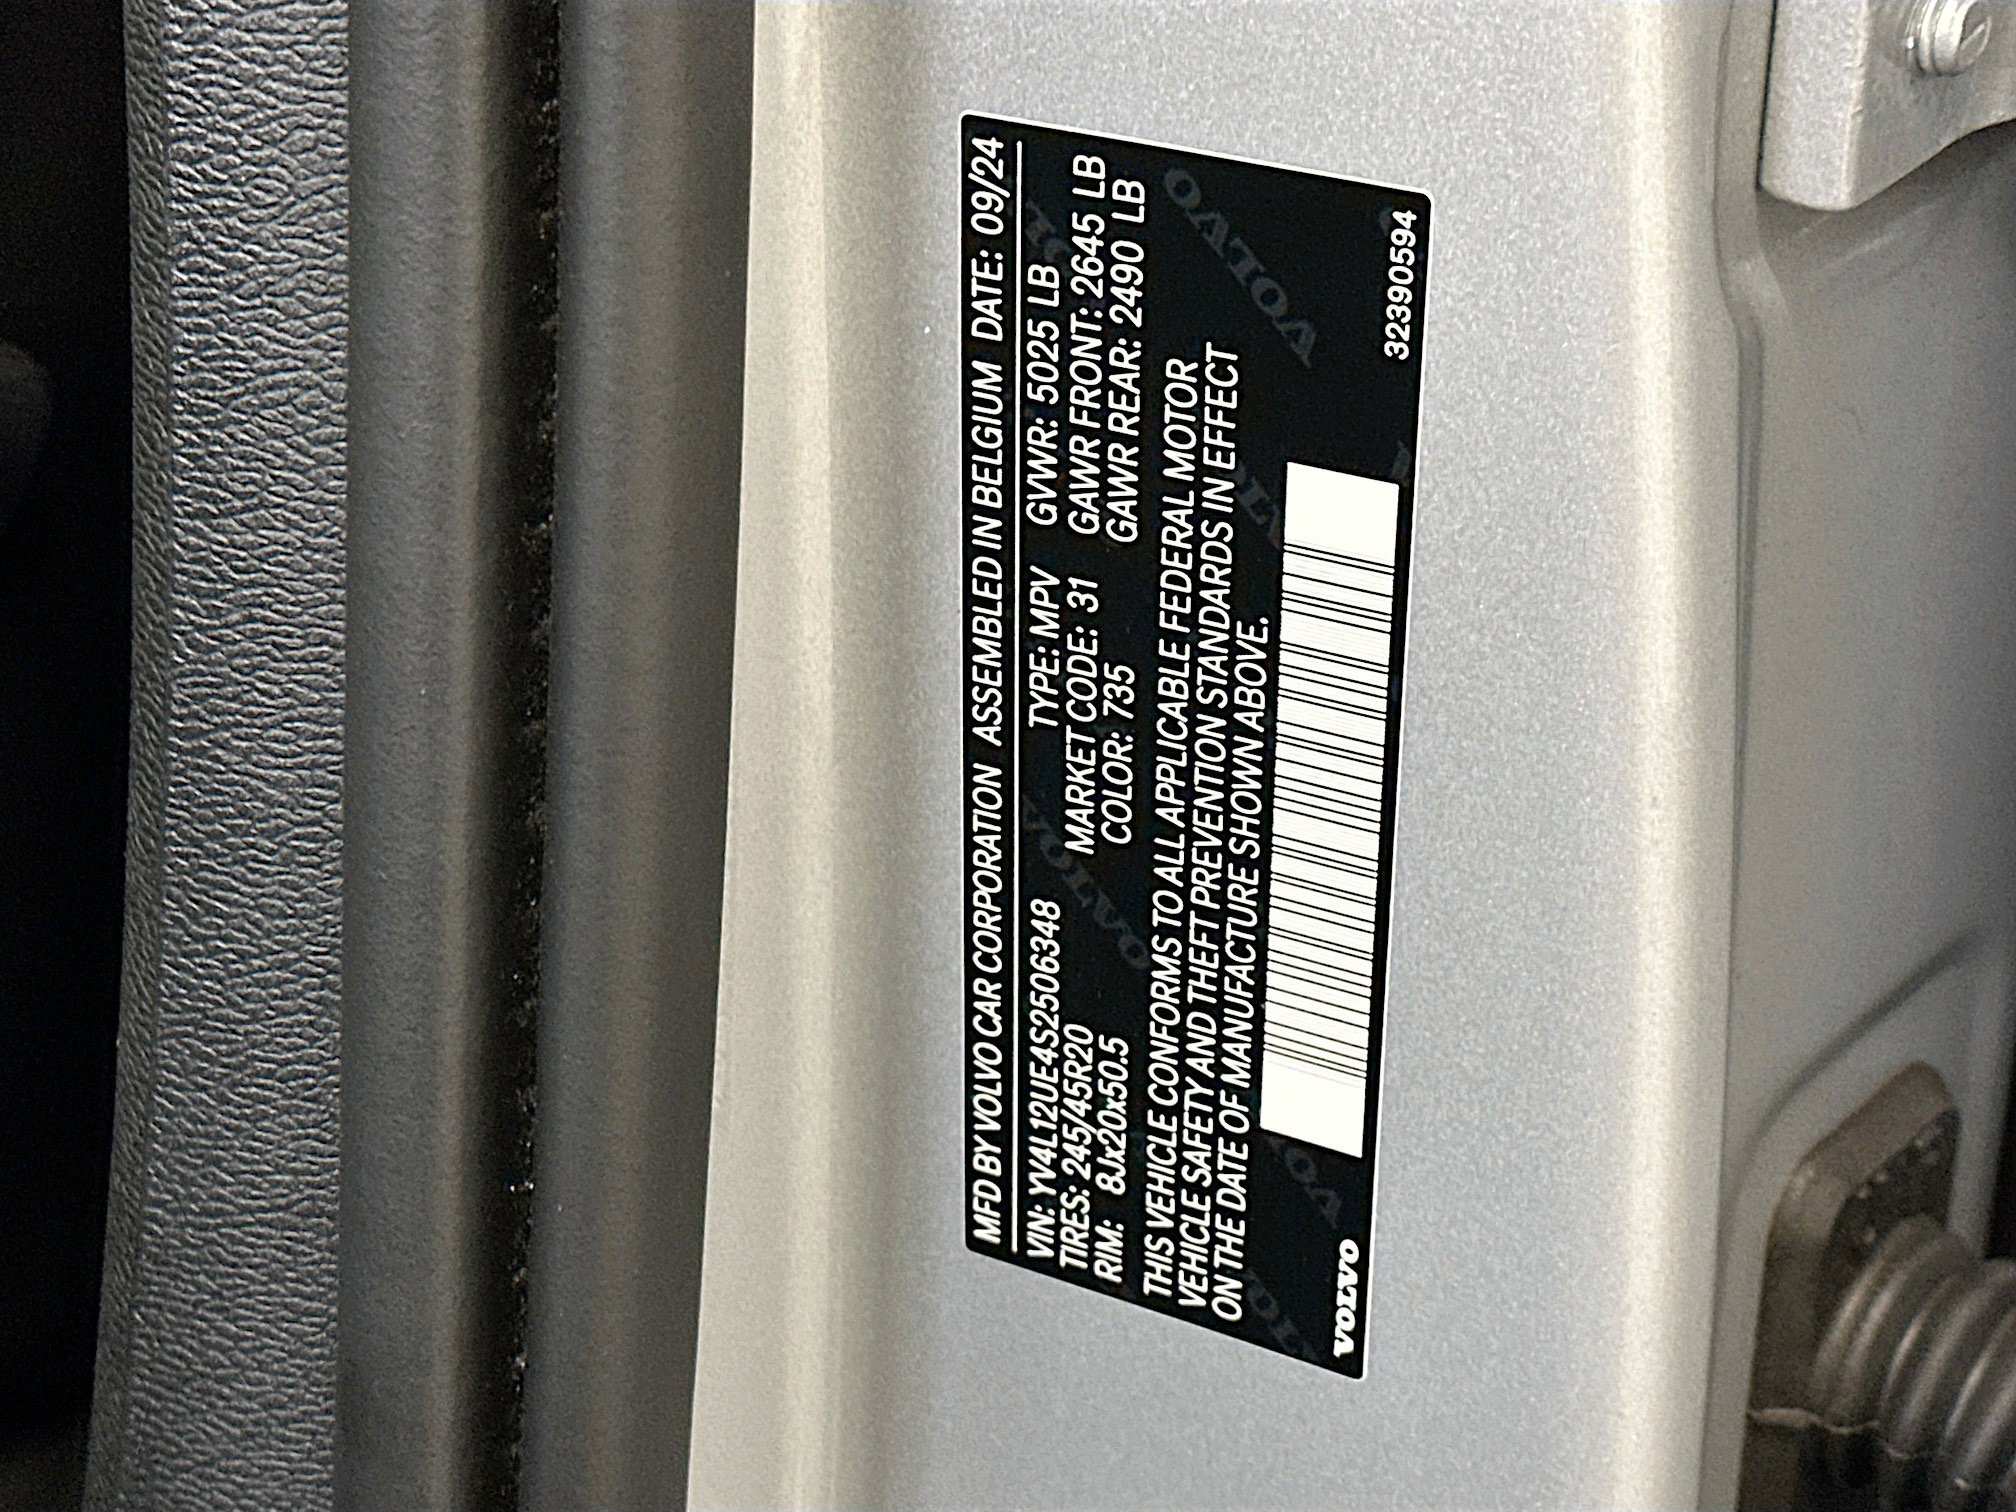 MFD BY VOLVO CAR CORPORATION ASSEMBLED IN BELGIUM DATE: 09/24
VIN: YV4L12UE4S2506348 TYPE: MPV GVWR: 5025 LB
TIRES: 245/45R20 MARKET CODE: 31 GAWR FRONT: 2645 LB
RIM: 8Jx20x50.5 COLOR: 735 GAWR REAR: 2490 LB
THIS VEHICLE CONFORMS TO ALL APPLICABLE FEDERAL MOTOR
VEHICLE SAFETY AND THEFT PREVENTION STANDARDS IN EFFECT
ON THE DATE OF MANUFACTURE SHOWN ABOVE.
VOLVO 32390594